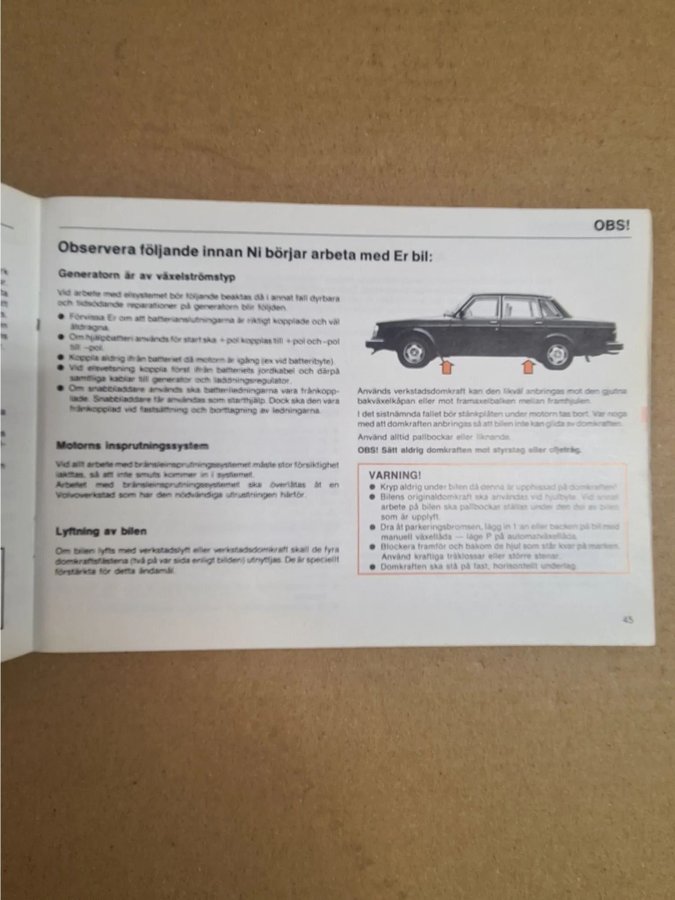 OBS!
Observera följande innan Ni börjar arbeta med Er bil:
Generatorn är av växelströmstyp
Vid arbete med elsystemet bör följande beaktas då i annat fall dyrbara
och tidsödande reparationer på generatorn blir följden.
● Förvissa Er om att batterianslutningarna är riktigt kopplade och väl
åtdragna.
● Om hjälpbatteri används för start ska + pol kopplas till + pol och –pol
till –pol.
● Koppla aldrig ifrån batteriet då motorn är igång (ex vid batteribyte).
● Vid elsvetsning koppla först ifrån batteriets jordkabel och därpå
samtliga kablar till generator och laddningsregulator.
● Om snabbladdare används ska batteriledningarna vara frånkopp-
lade. Snabbladdare får användas som starthjälp. Dock ska den vara
frånkopplad vid fastsättning och borttagning av ledningarna.
Motorns insprutningssystem
Vid allt arbete med bränsleinsprutningssystemet måste stor försiktighet
iakttas, så att inte smuts kommer in i systemet.
Arbetet med bränsleinsprutningssystemet ska överlåtas åt en
Volvoverkstad som har den nödvändiga utrustningen härför.
Lyftning av bilen
Om bilen lyfts med verkstadslyft eller verkstadsdomkraft skall de fyra
domkraftsfästena (två på var sida enligt bilden) utnyttjas. De är speciellt
förstärkta för detta ändamål.
Används verkstadsdomkraft kan den likväl anbringas mot den gjutna
bakväxelkåpan eller mot framaxelbalken mellan framhjulen.
I det sistnämnda fallet bör stänkplåten under motorn tas bort. Var noga
med att domkraften anbringas så att bilen inte kan glida av domkraften.
Använd alltid pallbockar eller liknande.
OBS! Sätt aldrig domkraften mot styrstag eller oljetråg.
VARNING!
● Kryp aldrig under bilen då denna är upphissad på domkraften!
● Bilens originaldomkraft ska användas vid hjulbyte. Vid annat
arbete på bilen ska pallbockar ställas under den del av bilen
som är upplyft.
● Dra åt parkeringsbromsen, lägg in 1:an eller backen på bil med
manuell växellåda — läge P på automatväxellåda.
● Blockera framför och bakom de hjul som står kvar på marken.
Använd kraftiga träklossar eller större stenar.
● Domkraften ska stå på fast, horisontellt underlag.
45